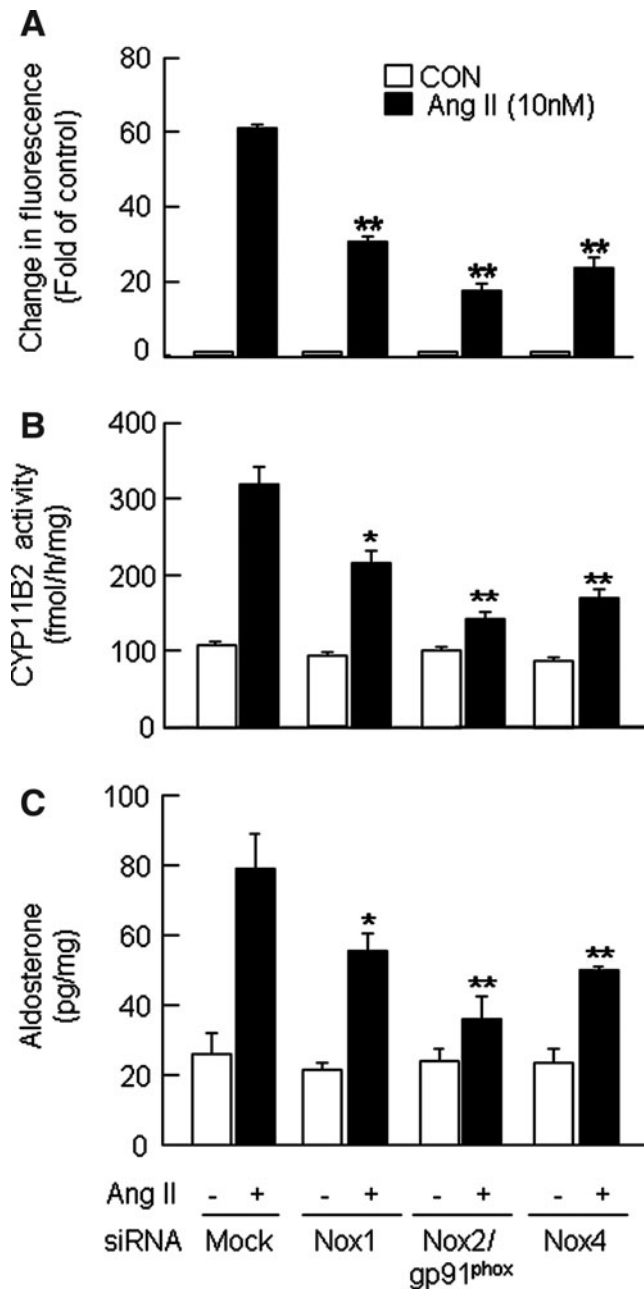 A
Change in fluorescence
(Fold of control)
80
60
40
20
0
CON
Ang II (10nM)
**
**
**
B
CYP11B2 activity
(fmol/h/mg)
400
300
200
100
0
*
**
**
C
Aldosterone
(pg/mg)
100
80
60
40
20
0
*
**
**
Ang II - + - + - + - +
siRNA Mock Nox1 Nox2/ Nox4
gp91phox